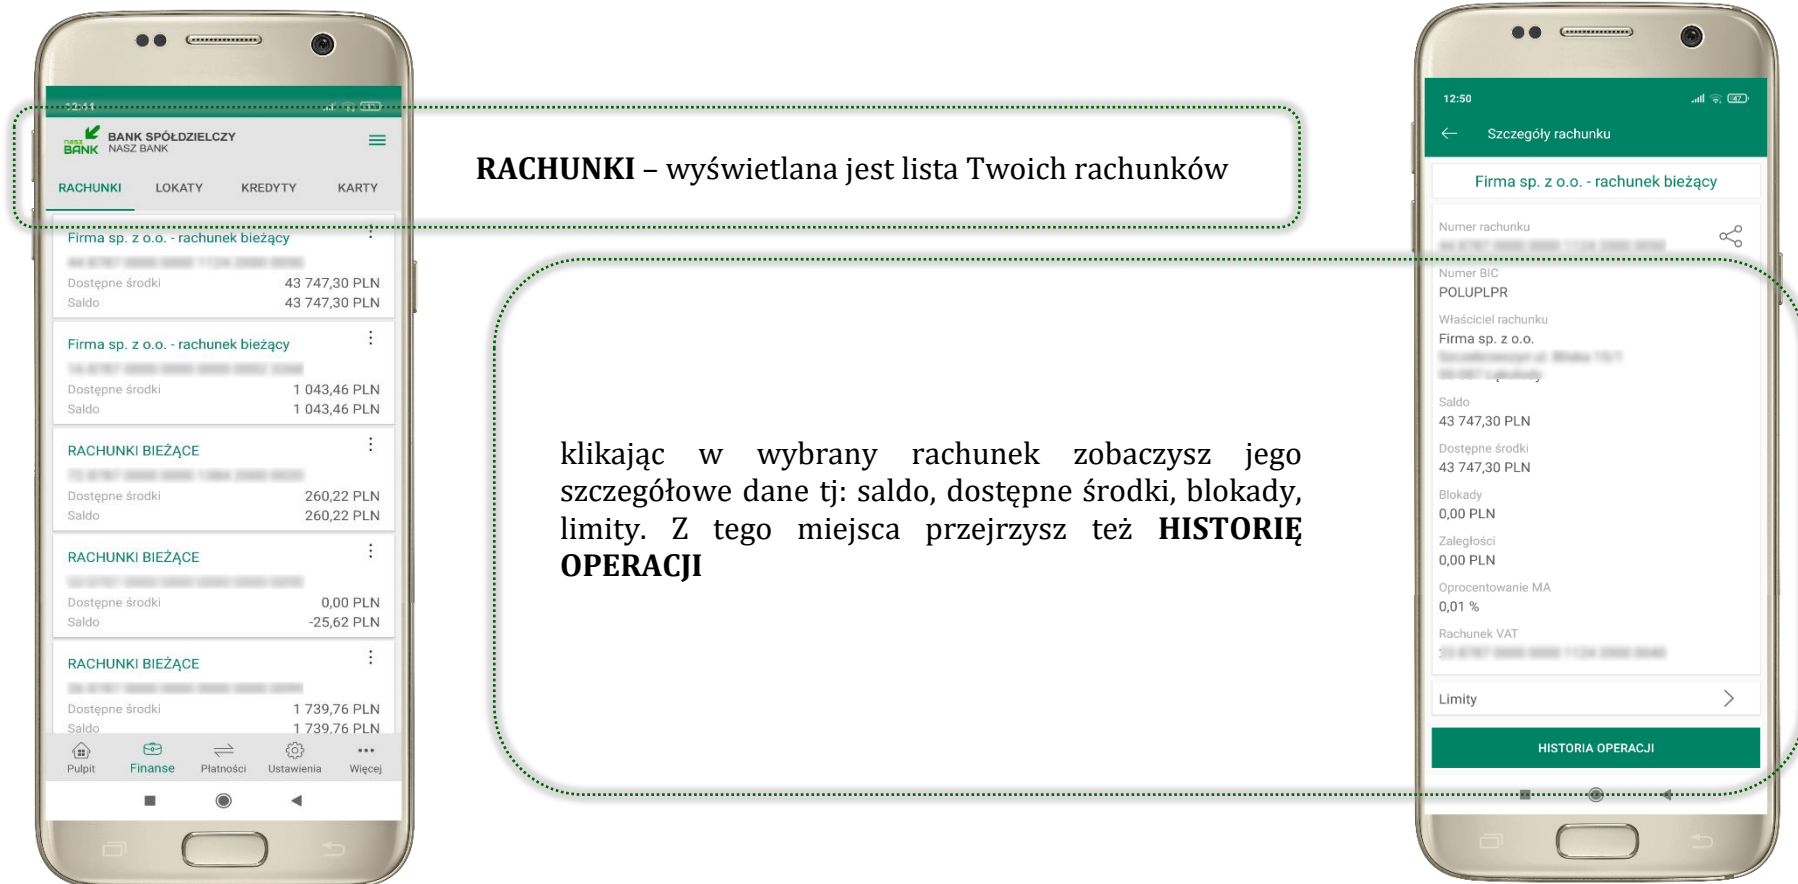 12:44
nasz
BANK
BANK SPÓŁDZIELCZY
NASZ BANK
RACHUNKI LOKATY KREDYTY KARTY
Firma sp. z o.o. - rachunek bieżący
Dostępne środki 43 747,30 PLN
Saldo 43 747,30 PLN
Firma sp. z o.o. - rachunek bieżący
Dostępne środki 1 043,46 PLN
Saldo 1 043,46 PLN
RACHUNKI BIEŻĄCE
Dostępne środki 260,22 PLN
Saldo 260,22 PLN
RACHUNKI BIEŻĄCE
Dostępne środki 0,00 PLN
Saldo -25,62 PLN
RACHUNKI BIEŻĄCE
Dostępne środki 1 739,76 PLN
Saldo 1 739,76 PLN
Pulpit Finanse Płatności Ustawienia Więcej
RACHUNKI – wyświetlana jest lista Twoich rachunków
klikając w wybrany rachunek zobaczysz jego
szczegółowe dane tj: saldo, dostępne środki, blokady,
limity. Z tego miejsca przejrzysz też HISTORIĘ
OPERACJI
12:50 47
Szczegóły rachunku
Firma sp. z o.o. - rachunek bieżący
Numer rachunku
Numer BIC
POLUPLPR
Właściciel rachunku
Firma sp. z o.o.
Saldo
43 747,30 PLN
Dostępne środki
43 747,30 PLN
Blokady
0,00 PLN
Zaległości
0,00 PLN
Oprocentowanie MA
0,01 %
Rachunek VAT
Limity
HISTORIA OPERACJI